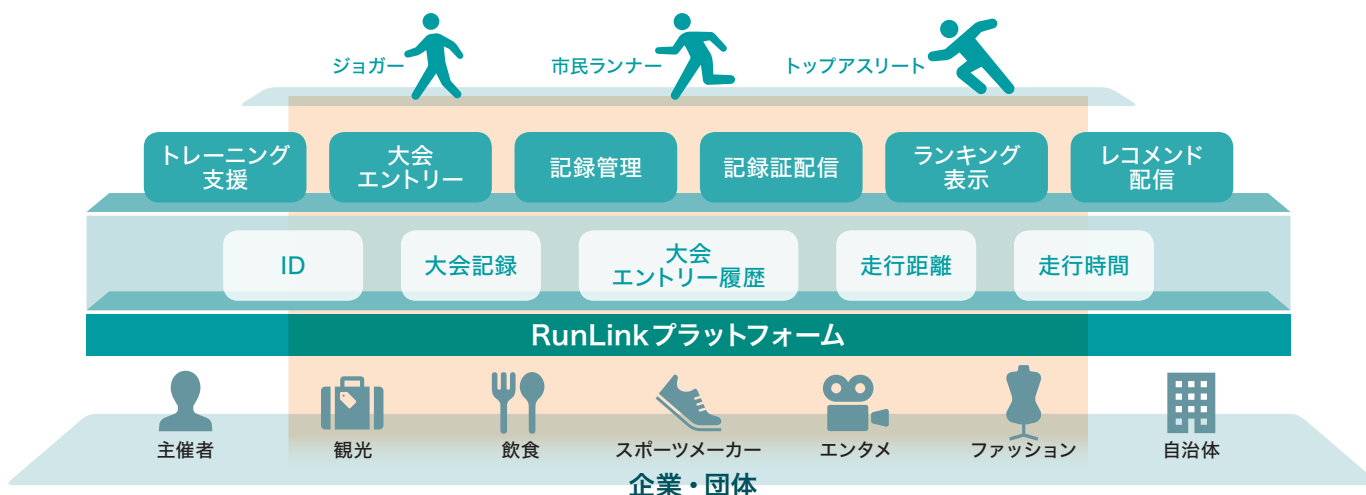 ジョガー
市民ランナー
トップアスリート
トレーニング
支援
大会
エントリー
記録管理
記録証配信
ランキング
表示
レコメンド
配信
ID
大会記録
大会
エントリー履歴
走行距離
走行時間
RunLinkプラットフォーム
主催者
観光
飲食
スポーツメーカー
エンタメ
ファッション
自治体
企業・団体